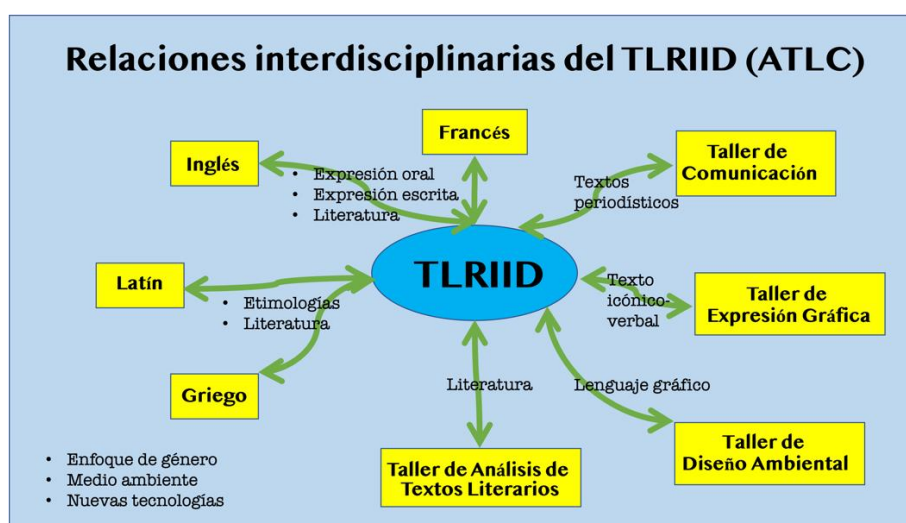 Relaciones interdisciplinarias del TLRIID (ATLC)
Francés
Inglés
Taller de
Comunicación
• Expresión oral
• Expresión escrita
• Literatura
Textos
periodísticos
TLRIID
Latín
• Etimologías
• Literatura
Texto
icónico-
verbal
Taller de
Expresión Gráfica
Griego
Literatura
Lenguaje gráfico
Taller de
Diseño Ambiental
Taller de Análisis de
Textos Literarios
• Enfoque de género
• Medio ambiente
• Nuevas tecnologías